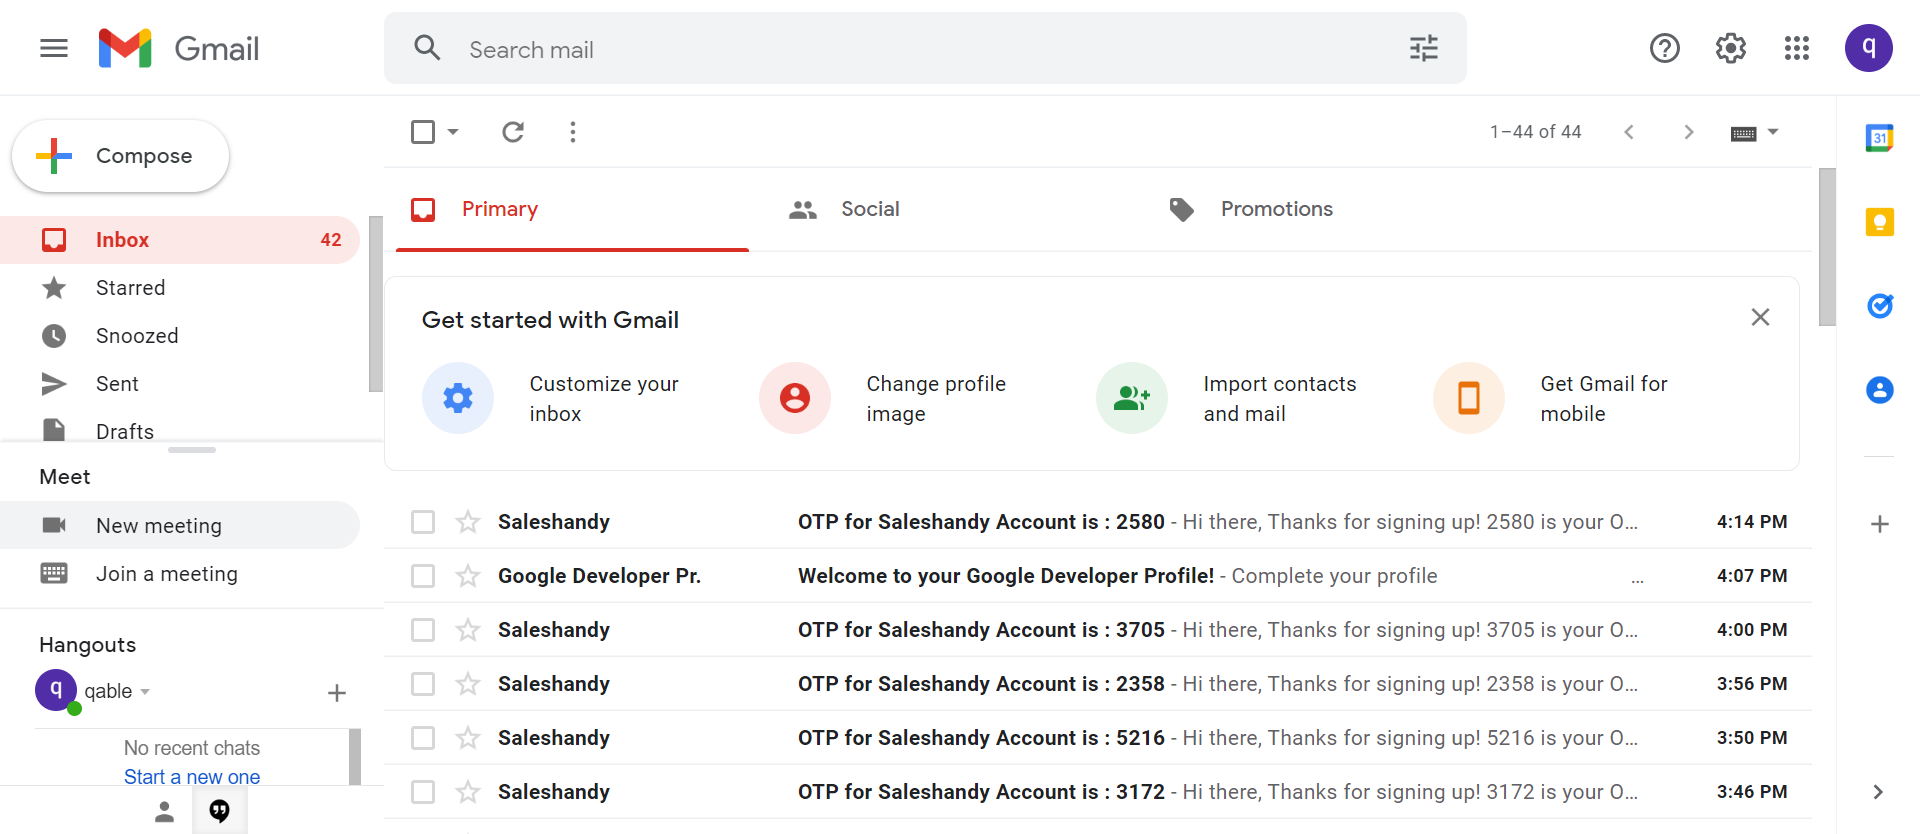 Gmail
Search mail
q
Compose
1–44 of 44
31
Inbox 42
Starred
Snoozed
Sent
Drafts
Primary
Social
Promotions
Get started with Gmail
Customize your
inbox
Change profile
image
Import contacts
and mail
Get Gmail for
mobile
Meet
New meeting
Join a meeting
Hangouts
q qable
No recent chats
Start a new one
Saleshandy OTP for Saleshandy Account is : 2580 - Hi there, Thanks for signing up! 2580 is your O... 4:14 PM
Google Developer Pr. Welcome to your Google Developer Profile! - Complete your profile ... 4:07 PM
Saleshandy OTP for Saleshandy Account is : 3705 - Hi there, Thanks for signing up! 3705 is your O... 4:00 PM
Saleshandy OTP for Saleshandy Account is : 2358 - Hi there, Thanks for signing up! 2358 is your O... 3:56 PM
Saleshandy OTP for Saleshandy Account is : 5216 - Hi there, Thanks for signing up! 5216 is your O... 3:50 PM
Saleshandy OTP for Saleshandy Account is : 3172 - Hi there, Thanks for signing up! 3172 is your O... 3:46 PM